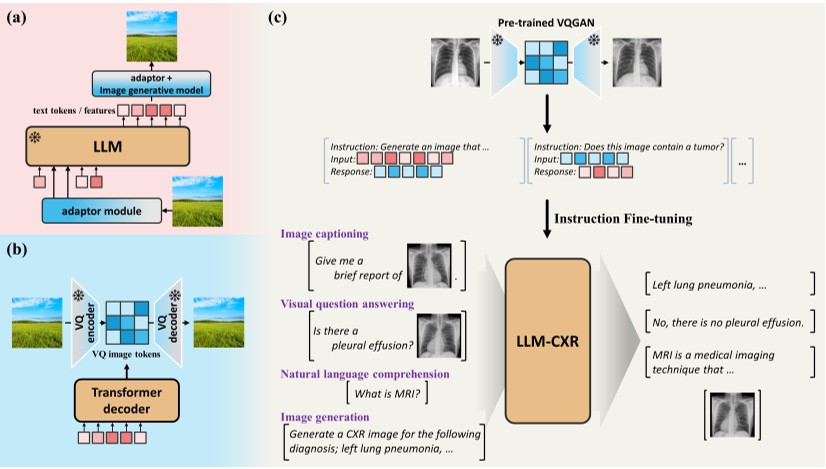 (a)
adaptor +
Image generative model
text tokens / features
LLM
adaptor module
(b)
VQ encoder
VQ decoder
VQ image tokens
Transformer
decoder
(c)
Pre-trained VQGAN
Instruction: Generate an image that ...
Input:
Response:
Instruction: Does this image contain a tumor?
Input:
Response:
...
Instruction Fine-tuning
Image captioning
Give me a
brief report of
.
Visual question answering
Is there a
pleural effusion?
Natural language comprehension
What is MRI?
Image generation
Generate a CXR image for the following
diagnosis; left lung pneumonia, ...
LLM-CXR
Left lung pneumonia, ...
No, there is no pleural effusion.
MRI is a medical imaging
technique that ...